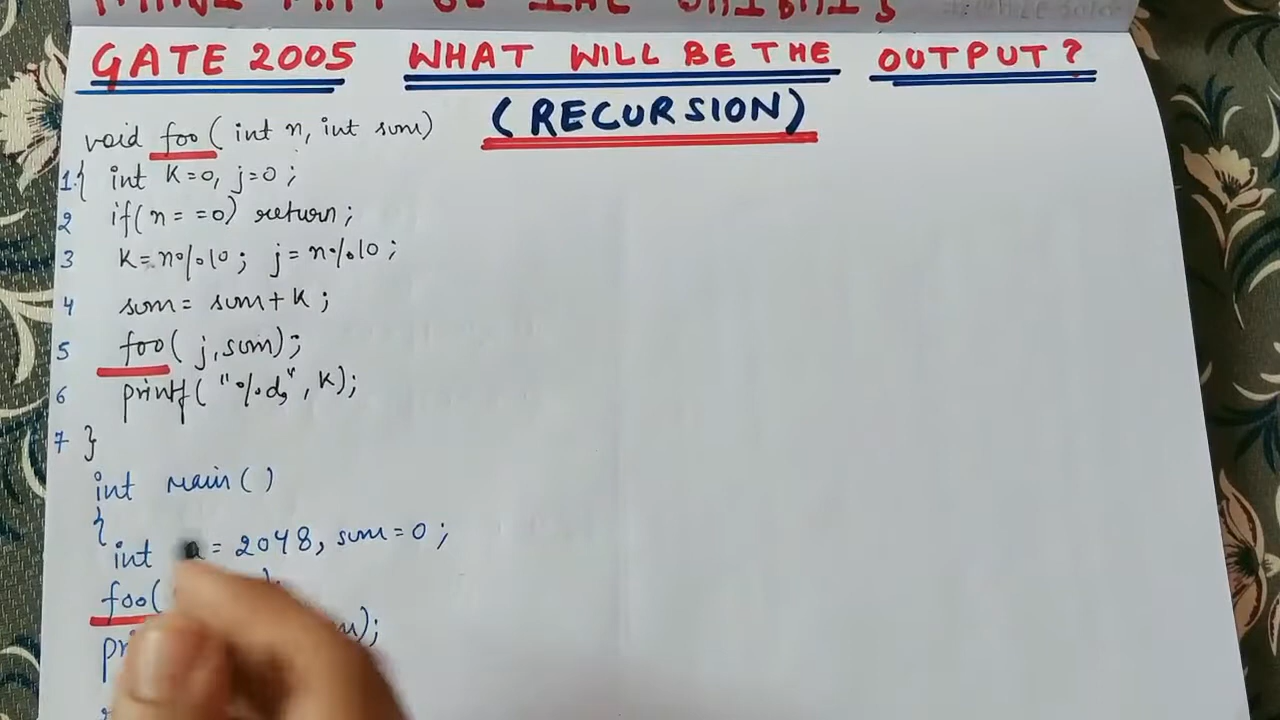 GATE 2005 WHAT WILL BE THE OUTPUT?
(RECURSION)
void foo(int n, int sum)
1.{ int K=0, j=0;
2 if(n==0) return;
3 K=n%10; j=n%10;
4 sum= sum+K;
5 foo(j,sum);
6 printf("%d,",K);
7 }
int main()
{
int a=2048, sum=0;
foo(